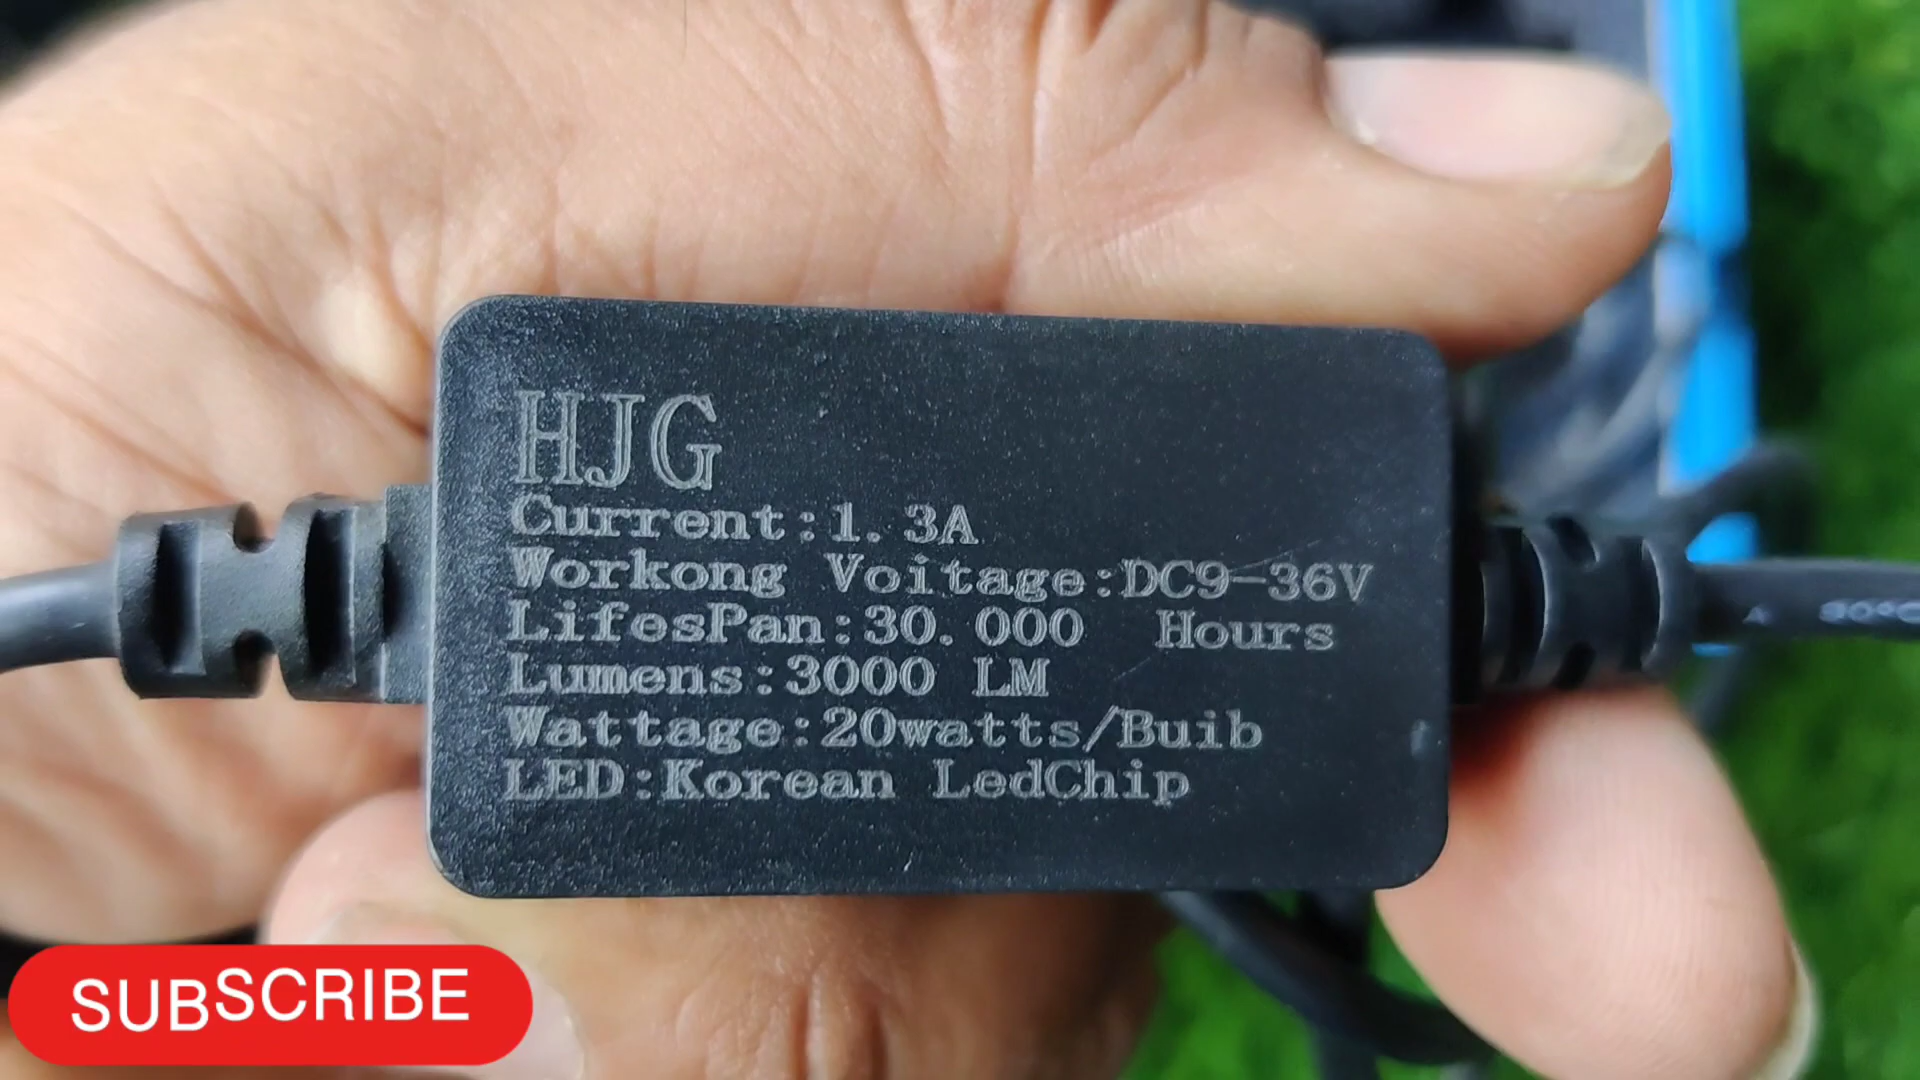 HJG
Current:1.3A
Workong Voitage:DC9-36V
LifesPan:30.000 Hours
Lumens:3000 LM
Wattage:20watts/Buib
LED:Korean LedChip
SUBSCRIBE